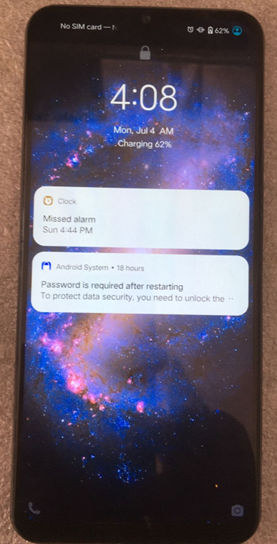 No SIM card — N
62%
4:08
Mon, Jul 4 AM
Charging 62%
Clock
Missed alarm
Sun 4:44 PM
Android System • 18 hours
Password is required after restarting
To protect data security, you need to unlock the ···